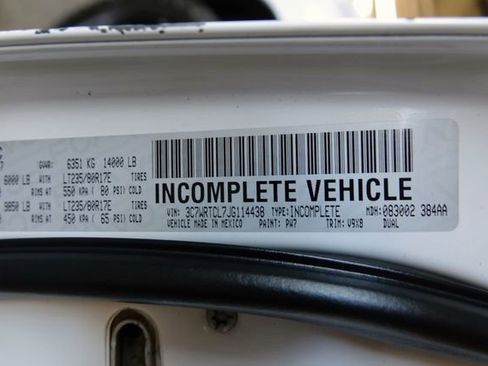 GVWR: 6351 KG 14000 LB
6000 LB WITH LT235/80R17E TIRES
RIMS AT 550 KPA ( 80 PSI) COLD
9850 LB WITH LT235/80R17E TIRES
RIMS AT 450 KPA ( 65 PSI) COLD
INCOMPLETE VEHICLE
VIN: 3C7WRTCL7JG114438 TYPE:INCOMPLETE MDH:083002 384AA
VEHICLE MADE IN MEXICO PAINT: PW7 TRIM: V9X8 DUAL